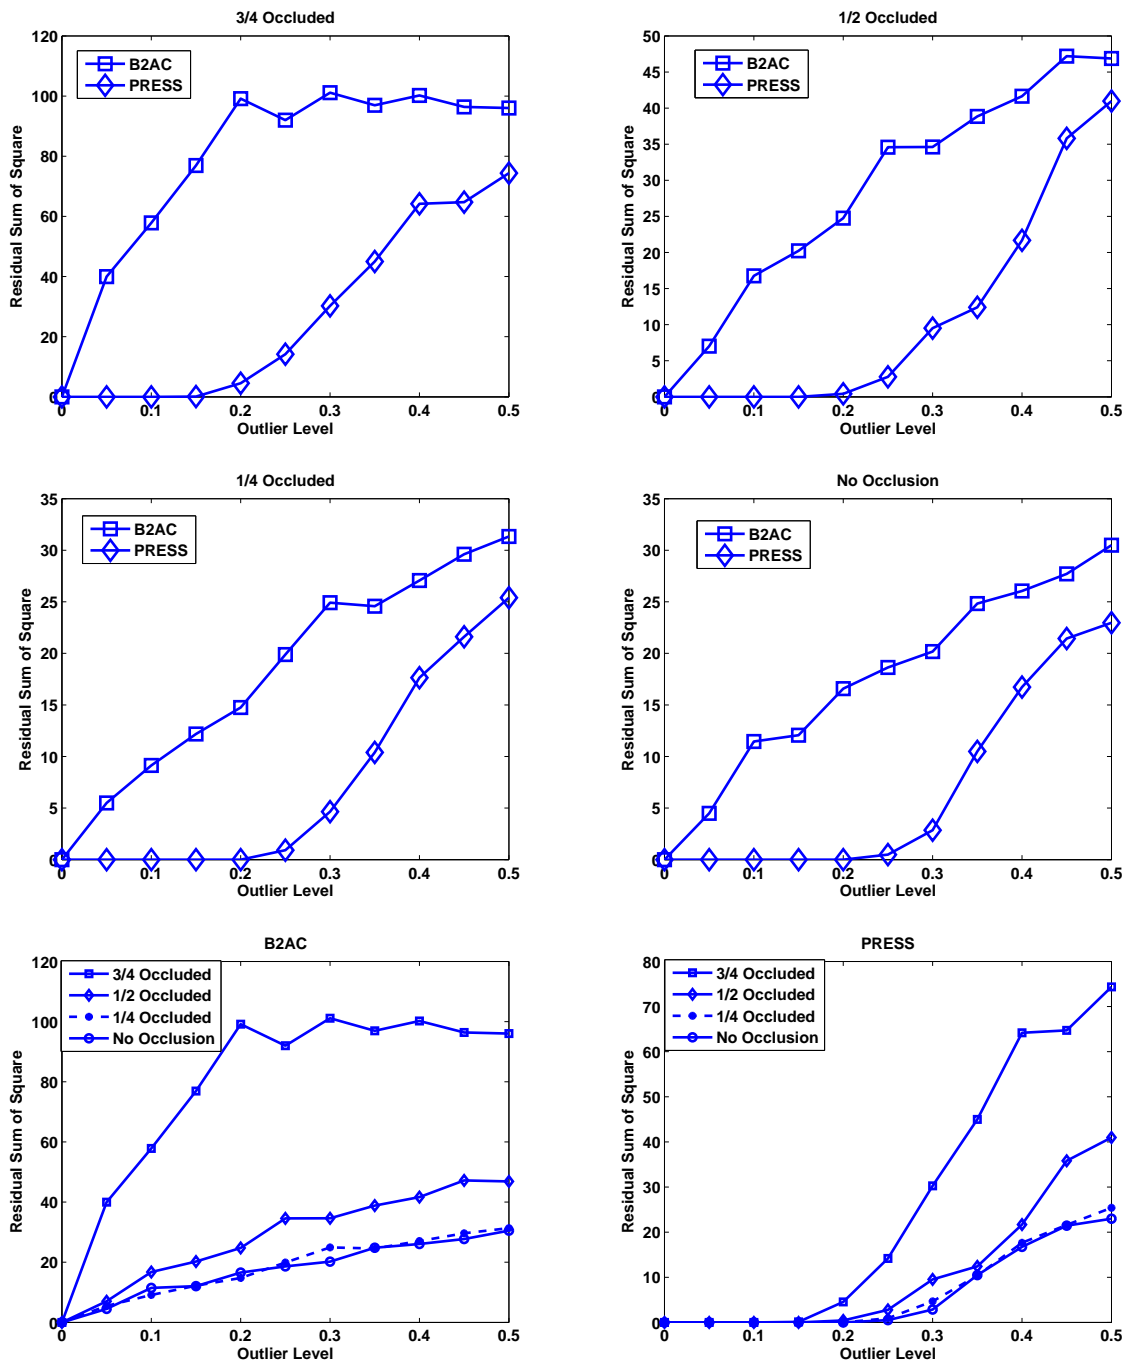 3/4 Occluded
120
100
80
60
40
20
0
0 0.1 0.2 0.3 0.4 0.5
Residual Sum of Square
Outlier Level
B2AC
PRESS
1/2 Occluded
50
45
40
35
30
25
20
15
10
5
0
0 0.1 0.2 0.3 0.4 0.5
Residual Sum of Square
Outlier Level
B2AC
PRESS
1/4 Occluded
35
30
25
20
15
10
5
0
0 0.1 0.2 0.3 0.4 0.5
Residual Sum of Square
Outlier Level
B2AC
PRESS
No Occlusion
35
30
25
20
15
10
5
0
0 0.1 0.2 0.3 0.4 0.5
Residual Sum of Square
Outlier Level
B2AC
PRESS
B2AC
120
100
80
60
40
20
0
0 0.1 0.2 0.3 0.4 0.5
Residual Sum of Square
Outlier Level
3/4 Occluded
1/2 Occluded
1/4 Occluded
No Occlusion
PRESS
80
70
60
50
40
30
20
10
0
0 0.1 0.2 0.3 0.4 0.5
Residual Sum of Square
Outlier Level
3/4 Occluded
1/2 Occluded
1/4 Occluded
No Occlusion